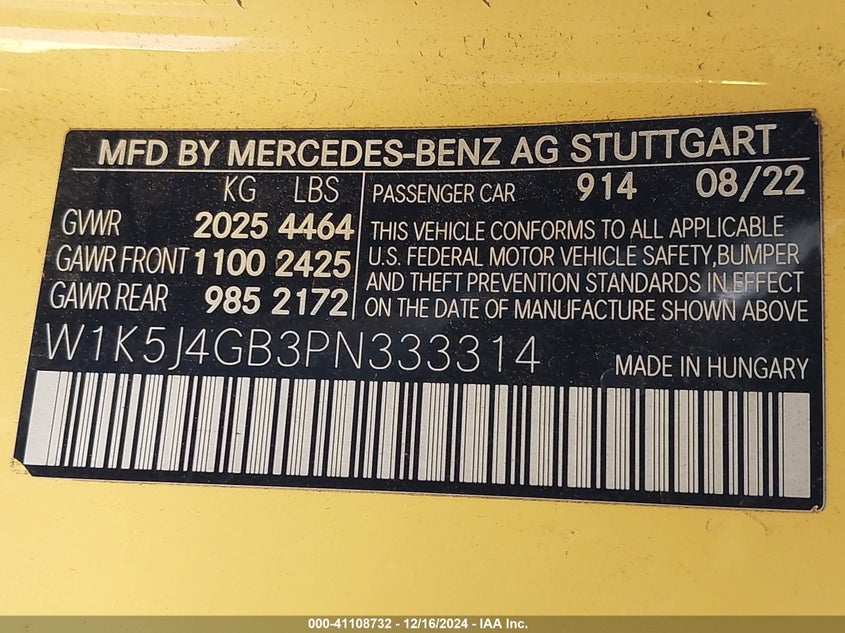 MFD BY MERCEDES-BENZ AG STUTTGART
KG LBS
GVWR 2025 4464
GAWR FRONT 1100 2425
GAWR REAR 985 2172
PASSENGER CAR 914 08/22
THIS VEHICLE CONFORMS TO ALL APPLICABLE
U.S. FEDERAL MOTOR VEHICLE SAFETY, BUMPER
AND THEFT PREVENTION STANDARDS IN EFFECT
ON THE DATE OF MANUFACTURE SHOWN ABOVE
W1K5J4GB3PN333314
MADE IN HUNGARY
000-41108732 - 12/16/2024 - IAA Inc.